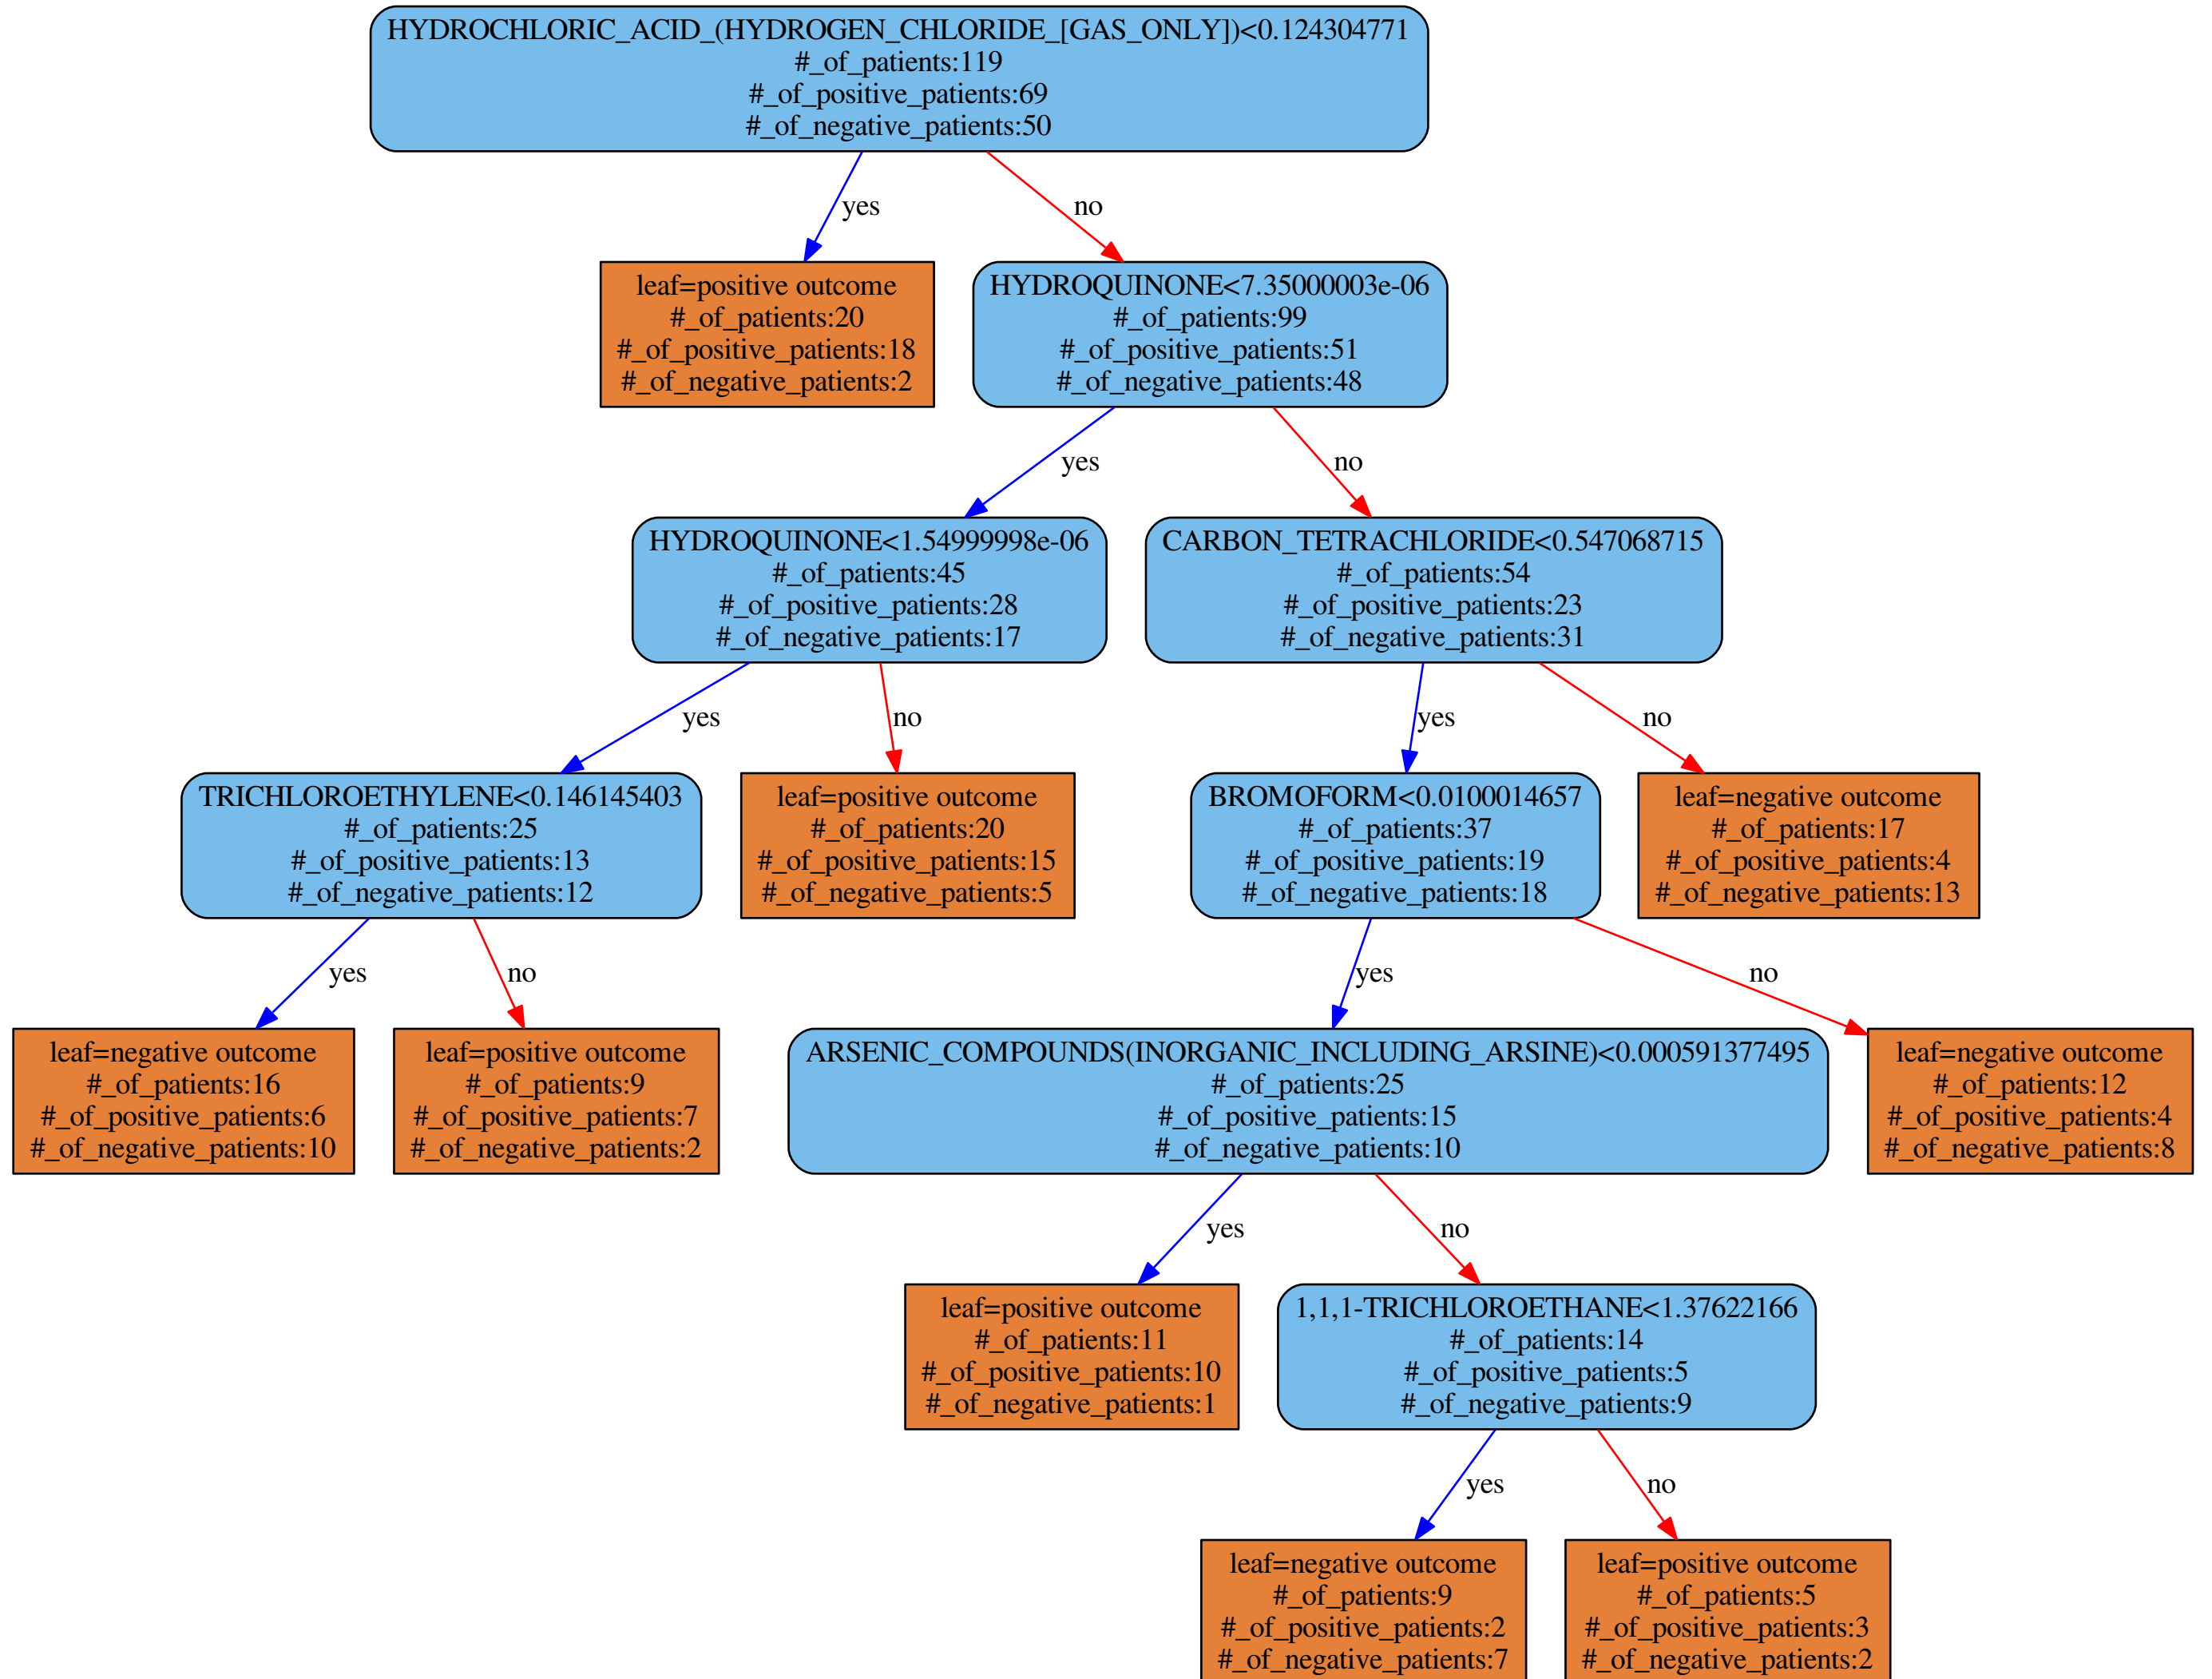 HYDROCHLORIC_ACID_(HYDROGEN_CHLORIDE_[GAS_ONLY])<0.124304771
#_of_patients:119
#_of_positive_patients:69
#_of_negative_patients:50
yes
no
leaf=positive outcome
#_of_patients:20
#_of_positive_patients:18
#_of_negative_patients:2
HYDROQUINONE<7.35000003e-06
#_of_patients:99
#_of_positive_patients:51
#_of_negative_patients:48
yes
no
HYDROQUINONE<1.54999998e-06
#_of_patients:45
#_of_positive_patients:28
#_of_negative_patients:17
CARBON_TETRACHLORIDE<0.547068715
#_of_patients:54
#_of_positive_patients:23
#_of_negative_patients:31
yes
no
yes
no
TRICHLOROETHYLENE<0.146145403
#_of_patients:25
#_of_positive_patients:13
#_of_negative_patients:12
leaf=positive outcome
#_of_patients:20
#_of_positive_patients:15
#_of_negative_patients:5
BROMOFORM<0.0100014657
#_of_patients:37
#_of_positive_patients:19
#_of_negative_patients:18
leaf=negative outcome
#_of_patients:17
#_of_positive_patients:4
#_of_negative_patients:13
yes
no
yes
no
leaf=negative outcome
#_of_patients:16
#_of_positive_patients:6
#_of_negative_patients:10
leaf=positive outcome
#_of_patients:9
#_of_positive_patients:7
#_of_negative_patients:2
ARSENIC_COMPOUNDS(INORGANIC_INCLUDING_ARSINE)<0.000591377495
#_of_patients:25
#_of_positive_patients:15
#_of_negative_patients:10
leaf=negative outcome
#_of_patients:12
#_of_positive_patients:4
#_of_negative_patients:8
yes
no
leaf=positive outcome
#_of_patients:11
#_of_positive_patients:10
#_of_negative_patients:1
1,1,1-TRICHLOROETHANE<1.37622166
#_of_patients:14
#_of_positive_patients:5
#_of_negative_patients:9
yes
no
leaf=negative outcome
#_of_patients:9
#_of_positive_patients:2
#_of_negative_patients:7
leaf=positive outcome
#_of_patients:5
#_of_positive_patients:3
#_of_negative_patients:2